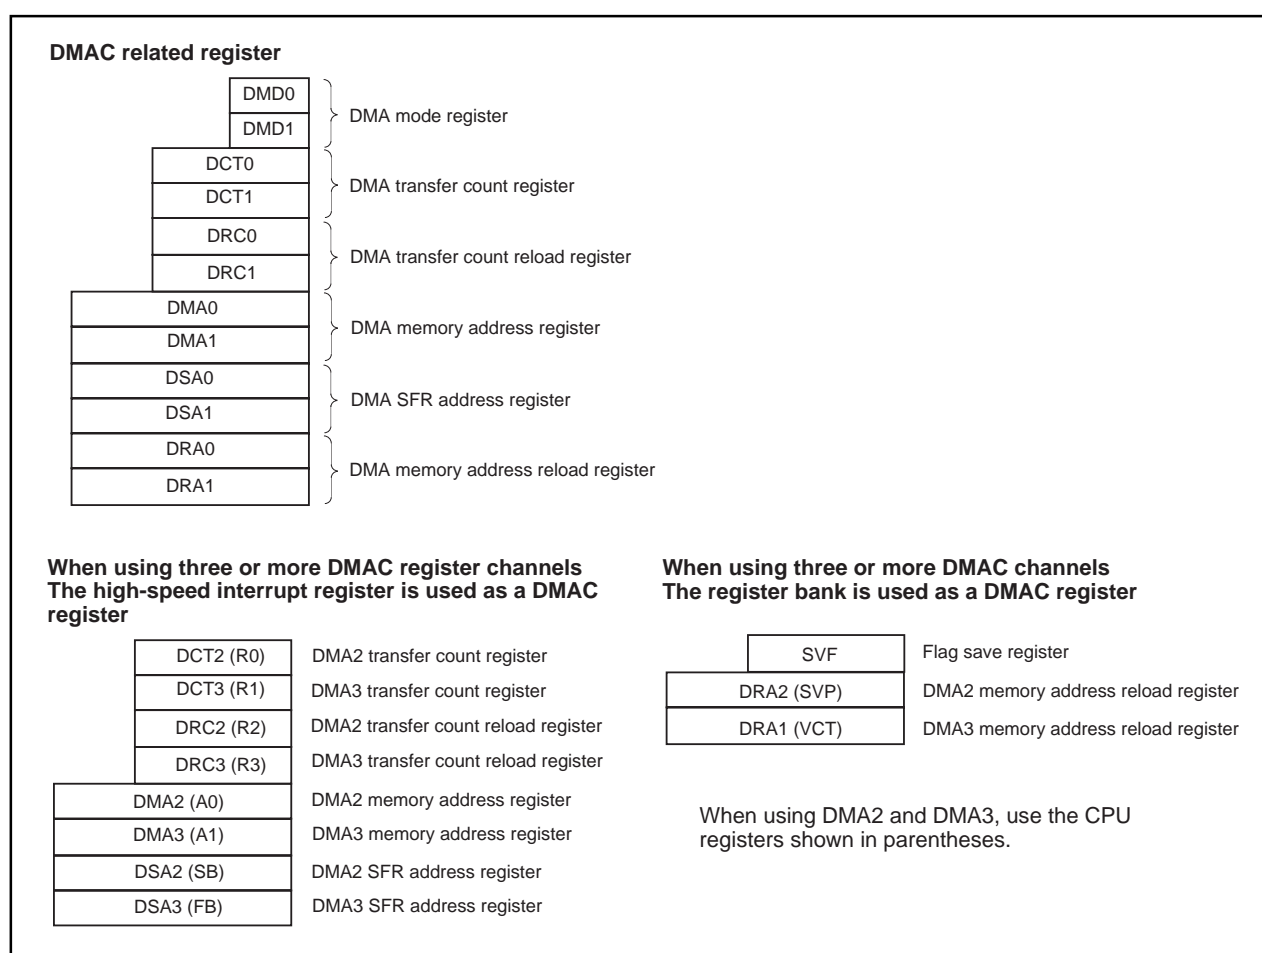 DMAC related register
DMD0
DMD1
DMA mode register
DCT0
DCT1
DMA transfer count register
DRC0
DRC1
DMA transfer count reload register
DMA0
DMA1
DMA memory address register
DSA0
DSA1
DMA SFR address register
DRA0
DRA1
DMA memory address reload register
When using three or more DMAC register channels
The high-speed interrupt register is used as a DMAC
register
DCT2 (R0) DMA2 transfer count register
DCT3 (R1) DMA3 transfer count register
DRC2 (R2) DMA2 transfer count reload register
DRC3 (R3) DMA3 transfer count reload register
DMA2 (A0) DMA2 memory address register
DMA3 (A1) DMA3 memory address register
DSA2 (SB) DMA2 SFR address register
DSA3 (FB) DMA3 SFR address register
When using three or more DMAC channels
The register bank is used as a DMAC register
SVF Flag save register
DRA2 (SVP) DMA2 memory address reload register
DRA1 (VCT) DMA3 memory address reload register
When using DMA2 and DMA3, use the CPU
registers shown in parentheses.